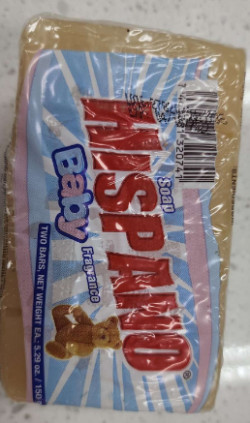 Soap
HISPANO®
Baby
Fragrance
TWO BARS, NET WEIGHT EA.: 5.29 oz. / 150